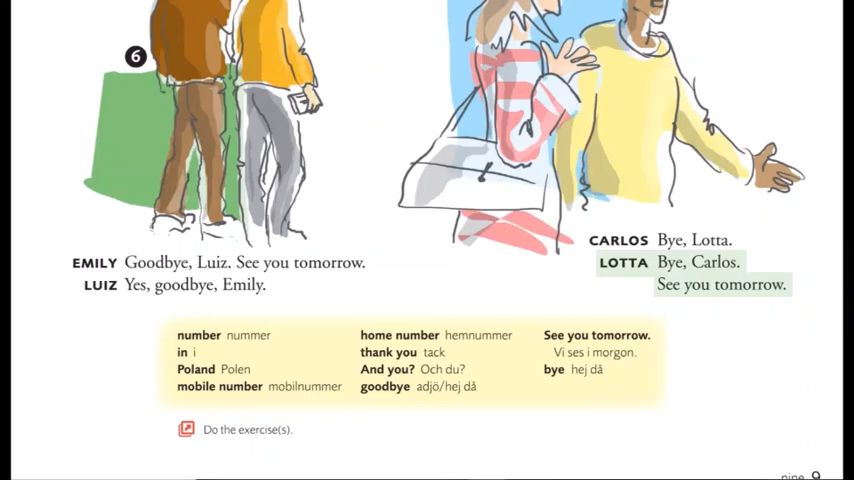 6
EMILY Goodbye, Luiz. See you tomorrow.
LUIZ Yes, goodbye, Emily.
CARLOS Bye, Lotta.
LOTTA Bye, Carlos.
See you tomorrow.
number nummer
in i
Poland Polen
mobile number mobilnummer
home number hemnummer
thank you tack
And you? Och du?
goodbye adjö/hej då
See you tomorrow.
Vi ses i morgon.
bye hej då
Do the exercise(s).
nine 9